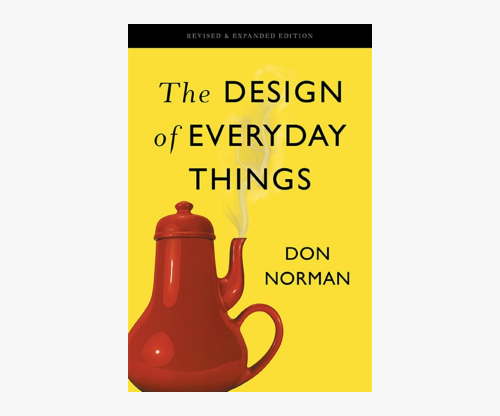 REVISED & EXPANDED EDITION
The DESIGN
of EVERYDAY
THINGS
DON
NORMAN